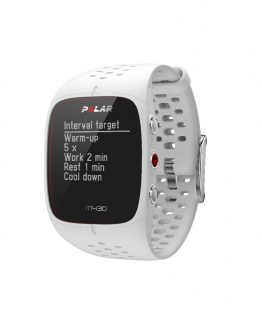 POLAR
Interval target
Warm-up
5 x
Work 2 min
Rest 1 min
Cool down
M430